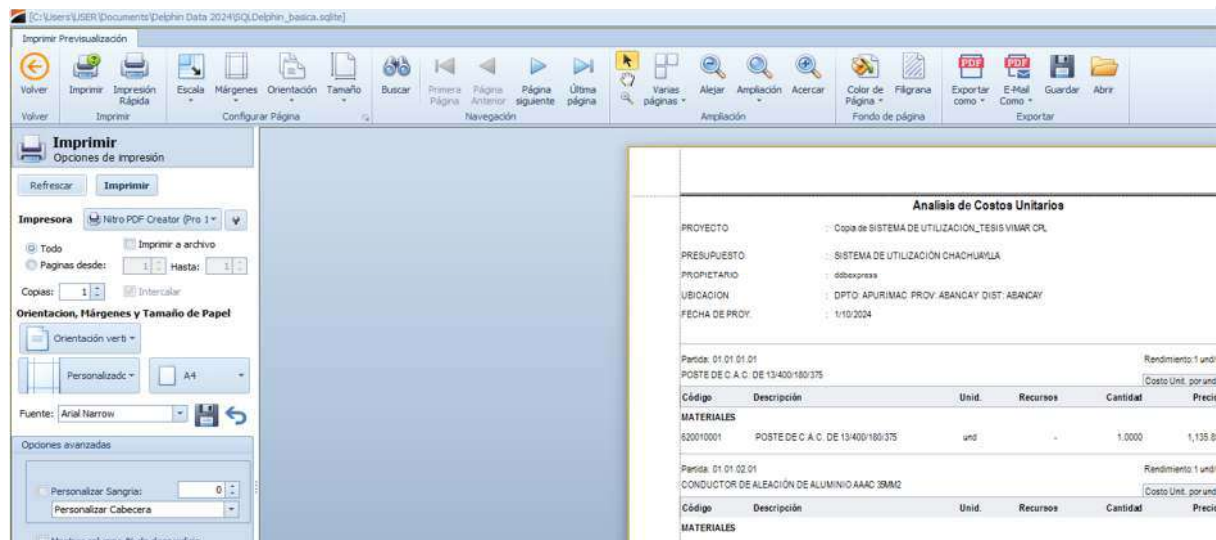 [C:\Users\USER\Documents\Delphin Data 2024\SQLDelphin_basica.sqlite]
Imprimir Previsualización
Volver
Imprimir
Impresión Rápida
Escala
Márgenes
Orientación
Tamaño
Buscar
Primera Página
Página Anterior
Página siguiente
Última página
Varias páginas
Alejar
Ampliación
Acercar
Color de Página
Filigrana
PDF
Exportar como
PDF
E-Mail Como
Guardar
Abrir
Volver
Imprimir
Configurar Página
Navegación
Ampliación
Fondo de página
Exportar
Imprimir
Opciones de impresión
Refrescar
Imprimir
Impresora
Nitro PDF Creator (Pro 1
Todo
Imprimir a archivo
Paginas desde:
1
Hasta:
1
Copias:
1
Intercalar
Orientacion, Márgenes y Tamaño de Papel
Orientación verti
Personalizadc
A4
Fuente:
Arial Narrow
Opciones avanzadas
Personalizar Sangria:
0
Personalizar Cabecera
Analisis de Costos Unitarios
PROYECTO : Copia de SISTEMA DE UTILIZACION_TESIS VIMAR CPL
PRESUPUESTO : SISTEMA DE UTILIZACIÓN CHACHUAYLLA
PROPIETARIO : ddbexpress
UBICACION : DPTO: APURIMAC PROV: ABANCAY DIST: ABANCAY
FECHA DE PROY. : 1/10/2024
Partida: 01.01.01.01 Rendimiento:1 und/
POSTE DE C.A.C. DE 13/400/180/375
Costo Unit. por und
Código Descripción Unid. Recursos Cantidad Precio
MATERIALES
620010001 POSTE DE C.A.C. DE 13/400/180/375 und - 1.0000 1,135.8
Partida: 01.01.02.01 Rendimiento:1 und/
CONDUCTOR DE ALEACIÓN DE ALUMINIO AAAC 35MM2
Costo Unit. por und
Código Descripción Unid. Recursos Cantidad Precio
MATERIALES